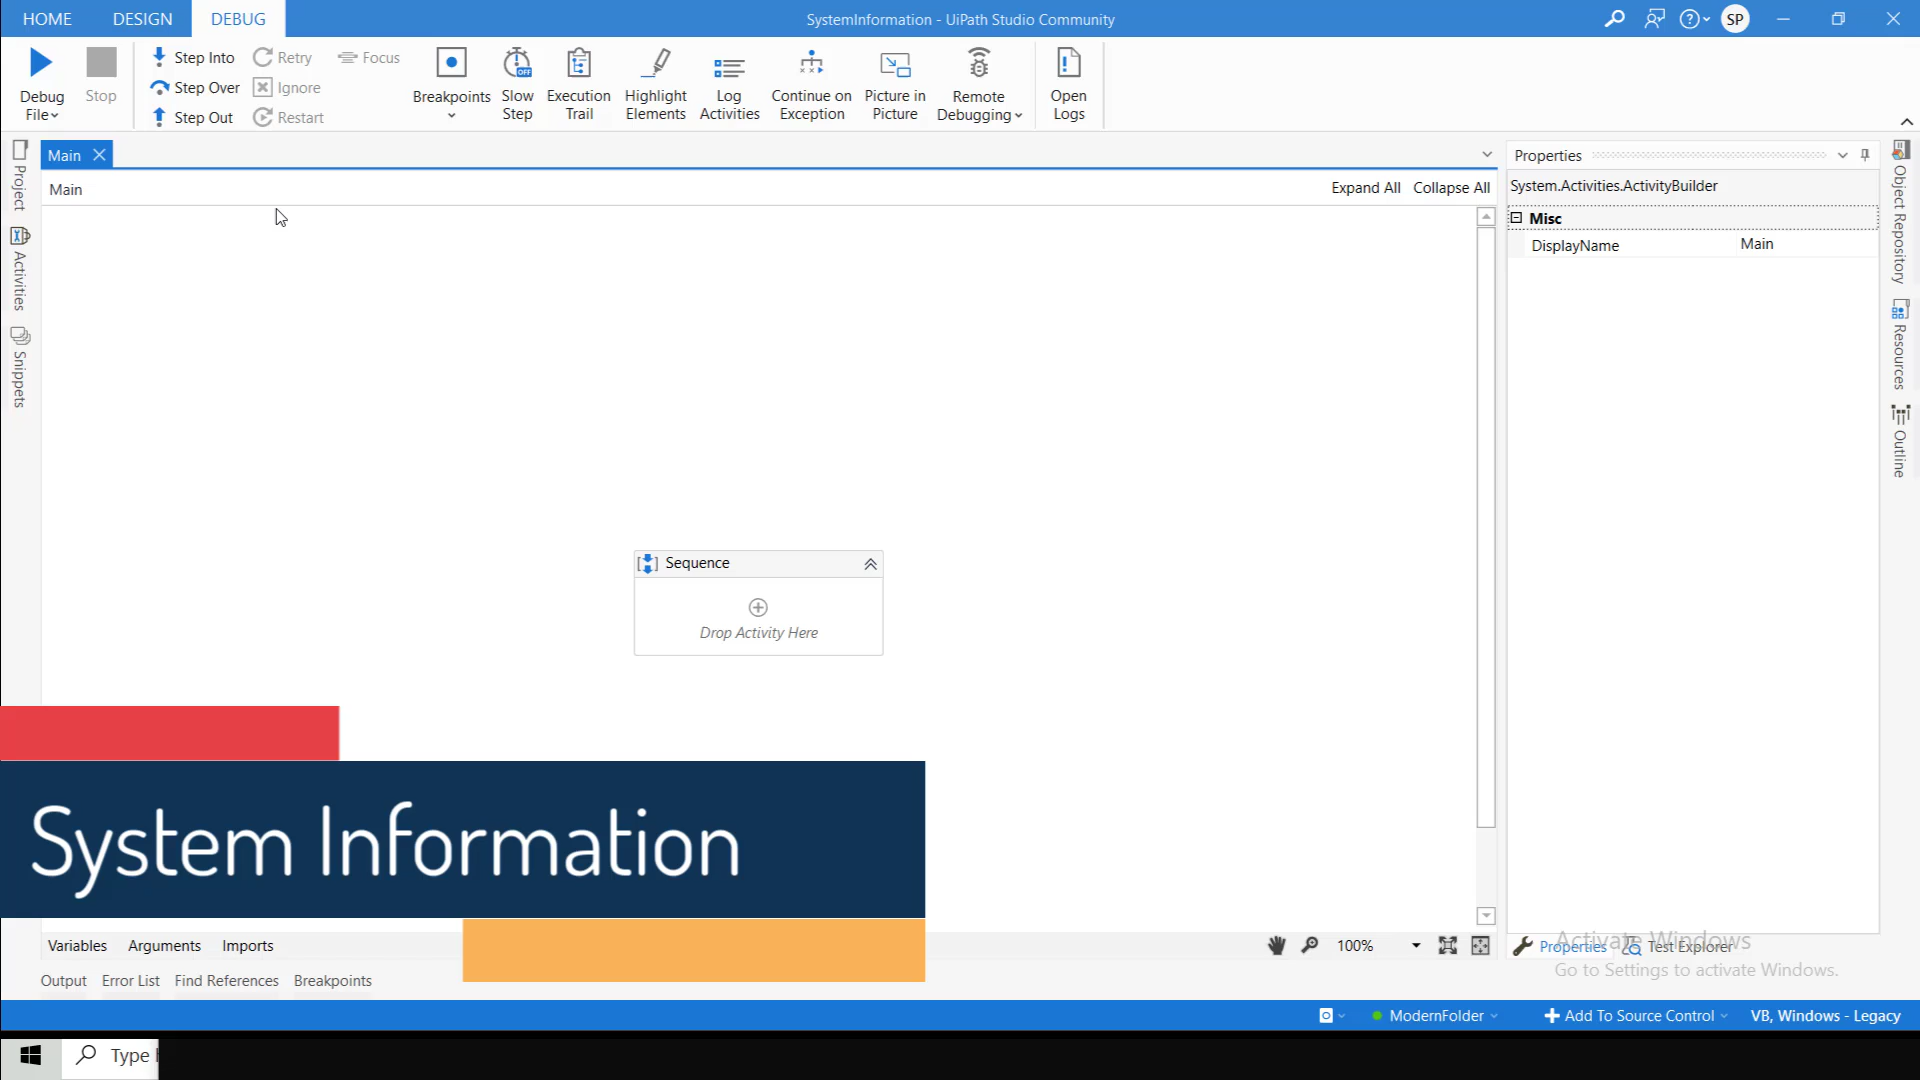 HOME DESIGN DEBUG SystemInformation - UiPath Studio Community SP
Debug File
Stop
Step Into
Step Over
Step Out
Retry
Ignore
Restart
Focus
Breakpoints
Slow Step
Execution Trail
Highlight Elements
Log Activities
Continue on Exception
Picture in Picture
Remote Debugging
Open Logs
Project
Activities
Snippets
Main
Main
Expand All Collapse All
Sequence
Drop Activity Here
Properties
System.Activities.ActivityBuilder
Misc
DisplayName Main
Object Repository
Resources
Outline
System Information
Variables Arguments Imports
100%
Properties Test Explorer
Activate Windows
Go to Settings to activate Windows.
Output Error List Find References Breakpoints
ModernFolder Add To Source Control VB, Windows - Legacy
Type